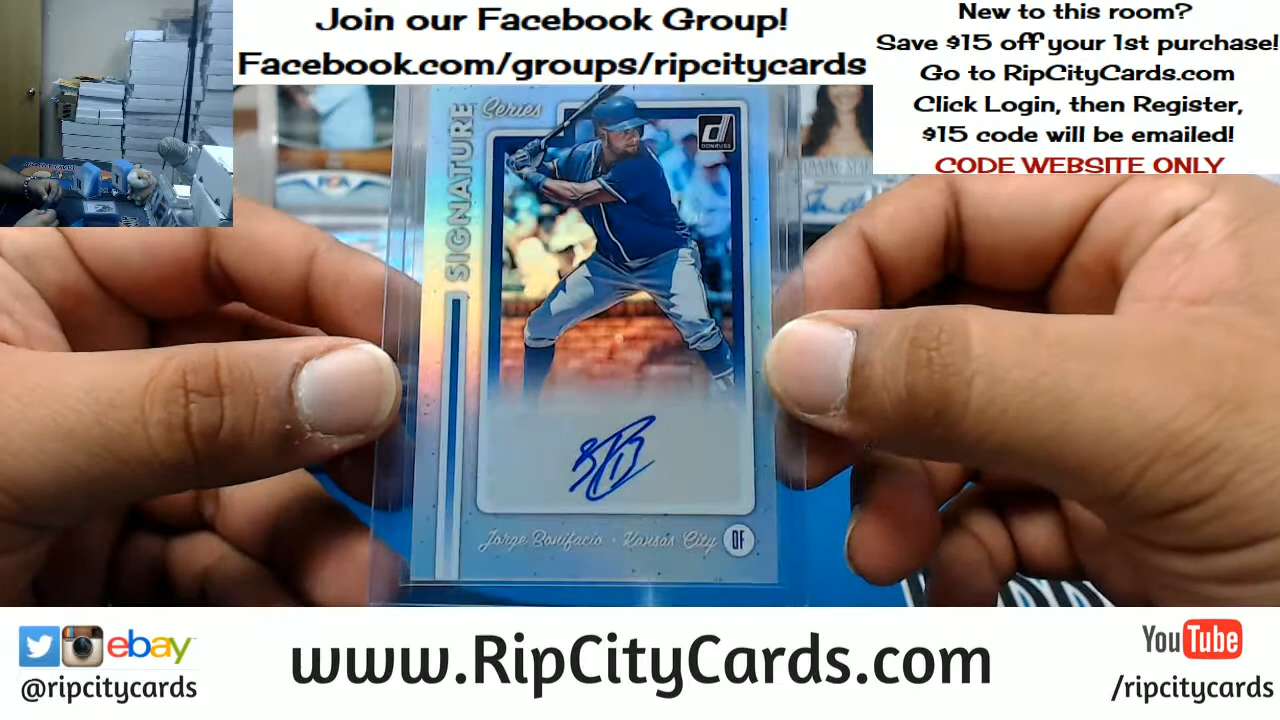 Join our Facebook Group!
Facebook.com/groups/ripcitycards
New to this room?
Save $15 off your 1st purchase!
Go to RipCityCards.com
Click Login, then Register,
$15 code will be emailed!
CODE WEBSITE ONLY
SIGNATURE
Series
d
DONRUSS
Jorge Bonifacio · Kansas City OF
ebay
@ripcitycards
www.RipCityCards.com
YouTube
/ripcitycards